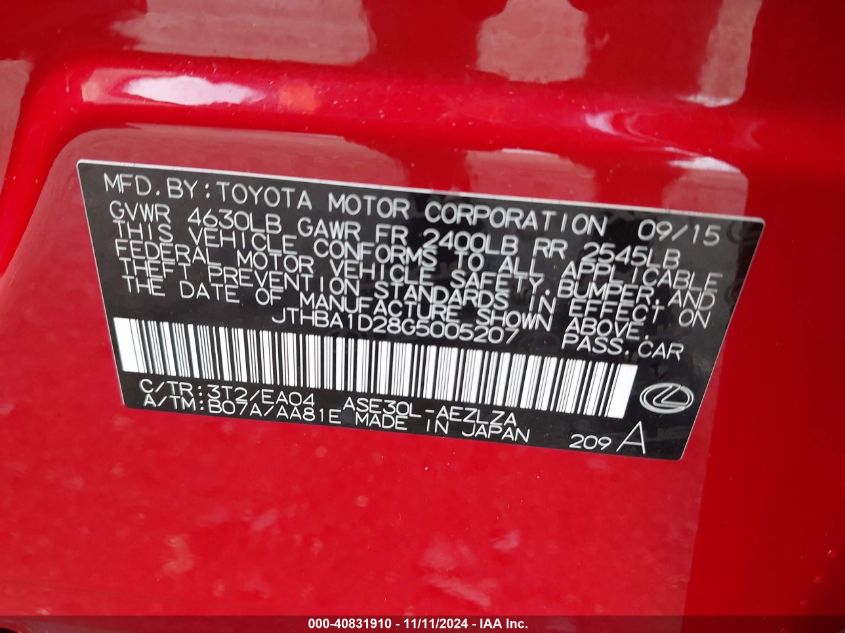 MFD.BY:TOYOTA MOTOR CORPORATION 09/15
GVWR 4630LB GAWR FR 2400LB RR 2545LB
THIS VEHICLE CONFORMS TO ALL APPLICABLE
FEDERAL MOTOR VEHICLE SAFETY,BUMPER,AND
THEFT PREVENTION STANDARDS IN EFFECT ON
THE DATE OF MANUFACTURE SHOWN ABOVE.
JTHBA1D28G5005207 PASS.CAR
C/TR:3T2/EA04 ASE30L-AEZLZA
A/TM:B07A/AA81E MADE IN JAPAN 209 A
000-40831910 - 11/11/2024 - IAA Inc.